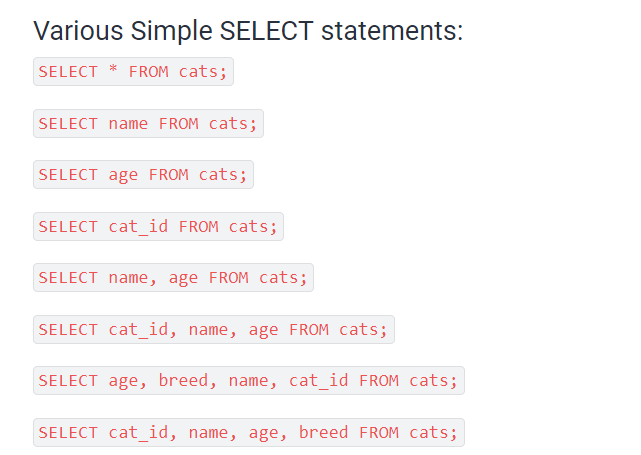 Various Simple SELECT statements:
SELECT * FROM cats;
SELECT name FROM cats;
SELECT age FROM cats;
SELECT cat_id FROM cats;
SELECT name, age FROM cats;
SELECT cat_id, name, age FROM cats;
SELECT age, breed, name, cat_id FROM cats;
SELECT cat_id, name, age, breed FROM cats;